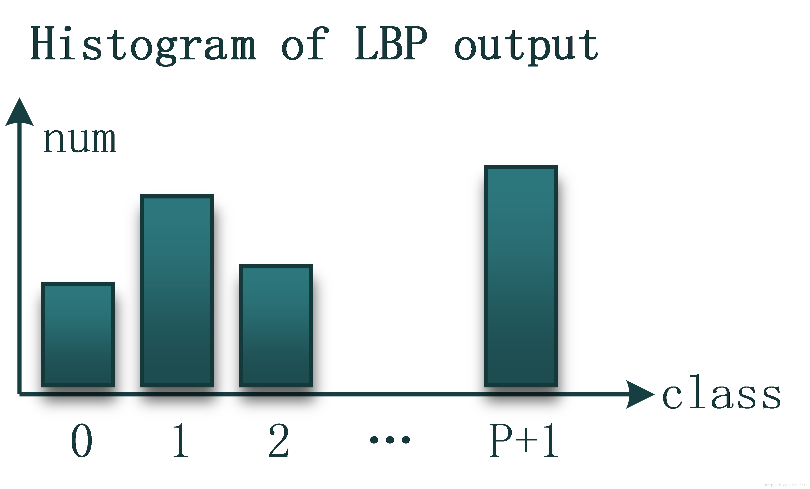 Histogram of LBP output
num
class
0 1 2 ... P+1